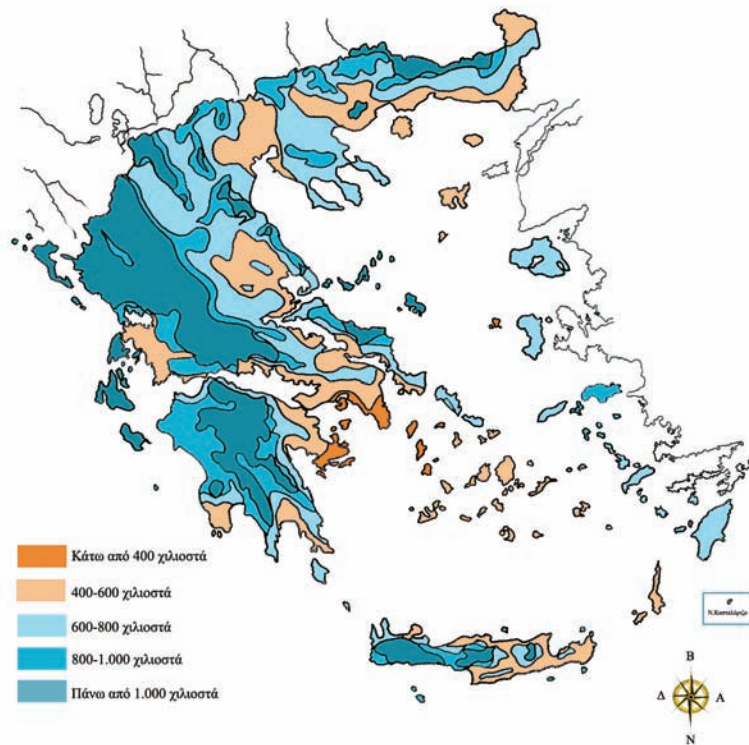 Κάτω από 400 χιλιοστά
400-600 χιλιοστά
600-800 χιλιοστά
800-1.000 χιλιοστά
Πάνω από 1.000 χιλιοστά
Ν.Καστελόριζο
Β
Δ
Α
Ν